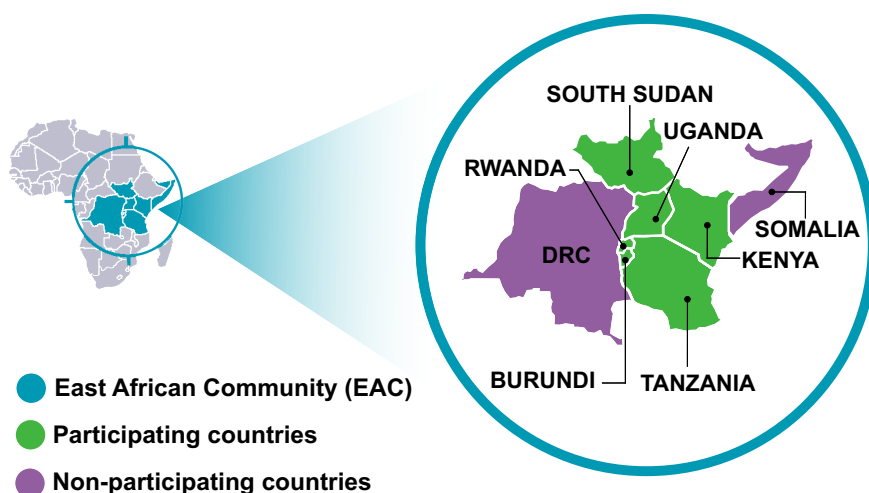 SOUTH SUDAN
UGANDA
RWANDA
SOMALIA
DRC
KENYA
BURUNDI
TANZANIA
East African Community (EAC)
Participating countries
Non-participating countries